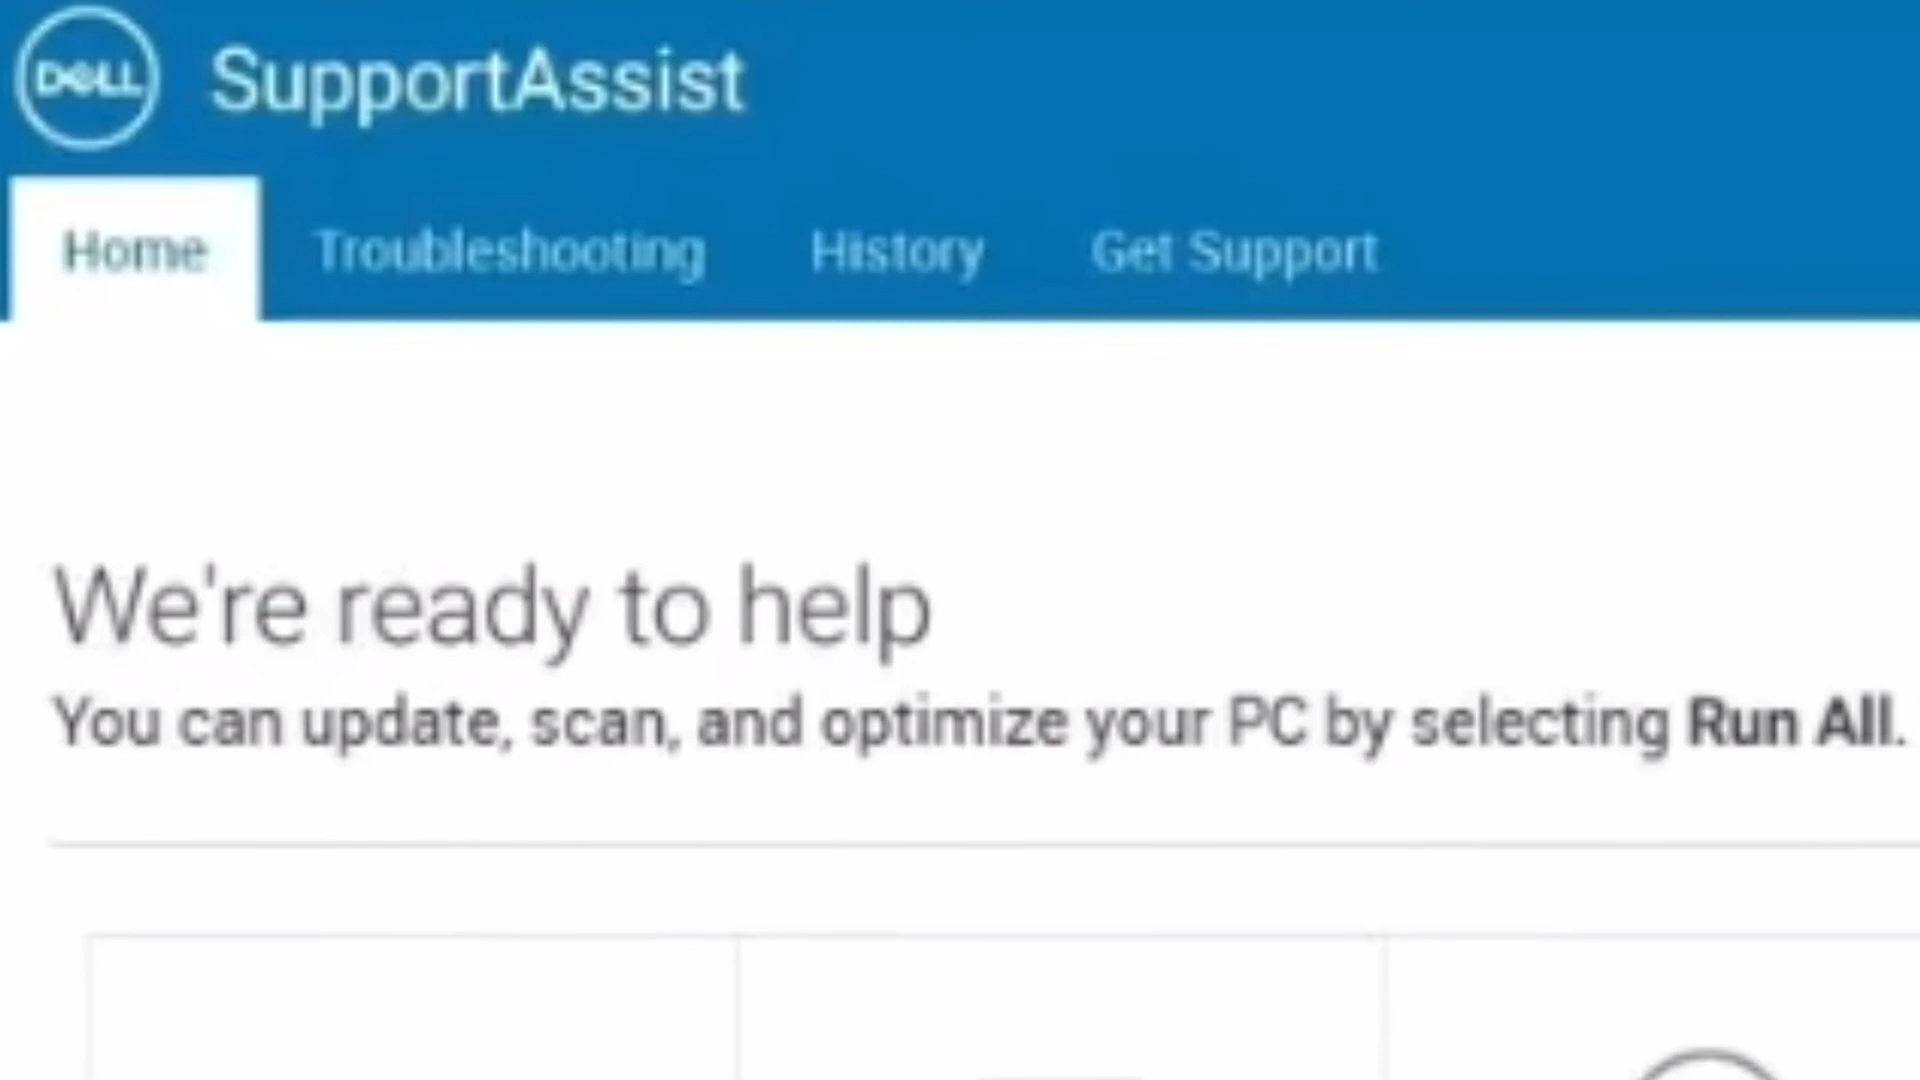 DELL SupportAssist
Home Troubleshooting History Get Support
We're ready to help
You can update, scan, and optimize your PC by selecting Run All.